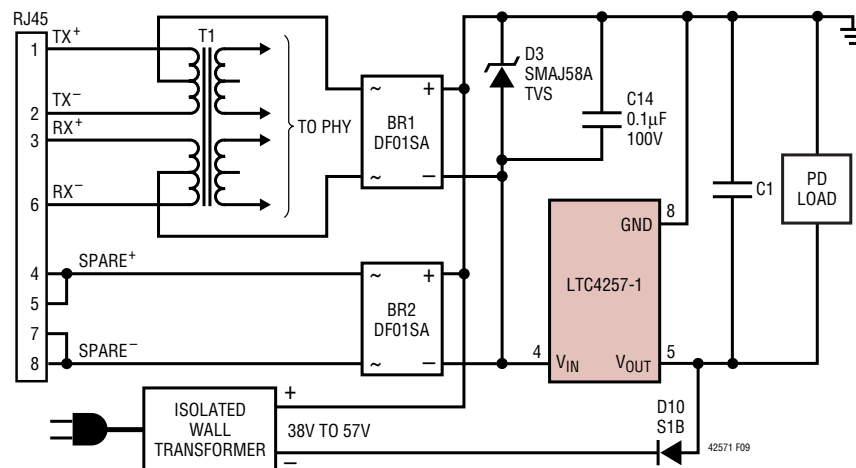 RJ45
1 TX+
T1
2 TX−
3 RX+
6 RX−
TO PHY
~ +
BR1
DF01SA
~ −
D3
SMAJ58A
TVS
C14
0.1µF
100V
4 SPARE+
5
7
8 SPARE−
~ +
BR2
DF01SA
~ −
8
GND
LTC4257-1
4 VIN
VOUT 5
C1
PD
LOAD
ISOLATED
WALL
TRANSFORMER
+
38V TO 57V
−
D10
S1B
42571 F09